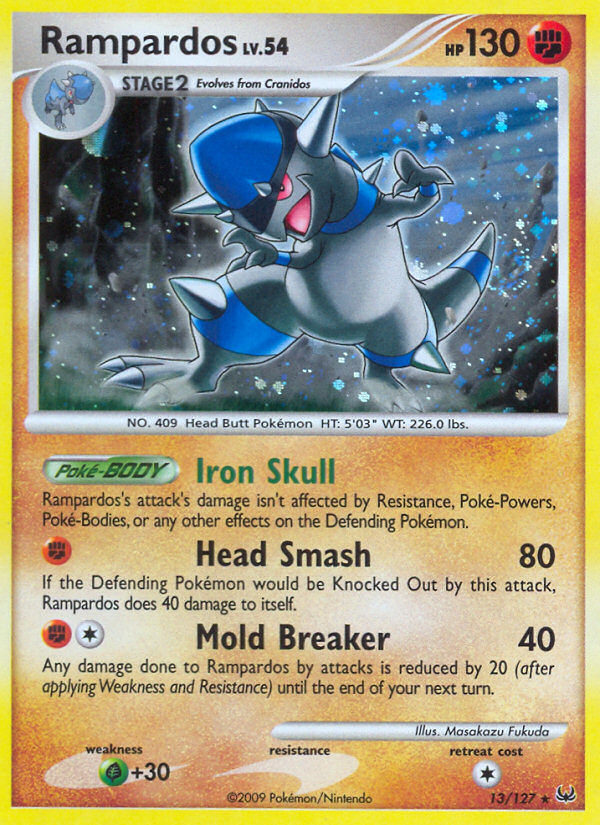 Rampardos LV.54 HP 130
STAGE2 Evolves from Cranidos
NO. 409 Head Butt Pokémon HT: 5'03" WT: 226.0 lbs.
Poké-BODY Iron Skull
Rampardos's attack's damage isn't affected by Resistance, Poké-Powers,
Poké-Bodies, or any other effects on the Defending Pokémon.
Head Smash 80
If the Defending Pokémon would be Knocked Out by this attack,
Rampardos does 40 damage to itself.
Mold Breaker 40
Any damage done to Rampardos by attacks is reduced by 20 (after
applying Weakness and Resistance) until the end of your next turn.
Illus. Masakazu Fukuda
weakness resistance retreat cost
+30
©2009 Pokémon/Nintendo 13/127 ★